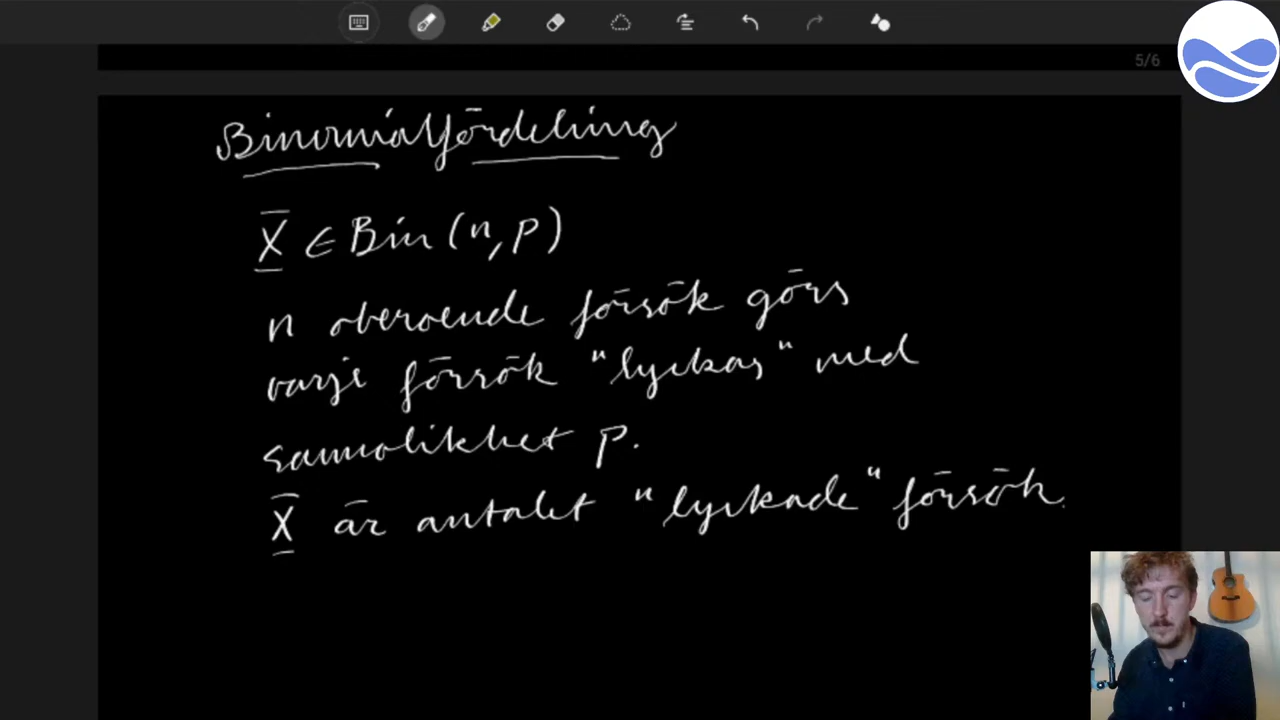 5/6
Binomialfördelning
X ∈ Bin (n, p)
n oberoende försök görs
varje försök "lyckas" med
sannolikhet p.
X är antalet "lyckade" försök.